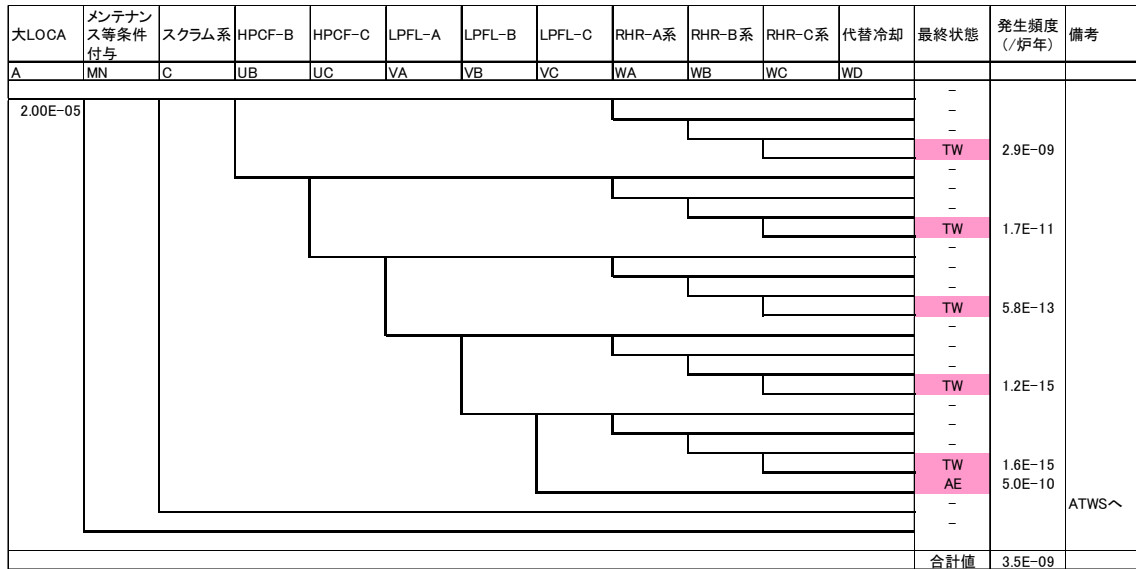 大LOCA メンテナンス等条件付与 スクラム系 HPCF-B HPCF-C LPFL-A LPFL-B LPFL-C RHR-A系 RHR-B系 RHR-C系 代替冷却 最終状態 発生頻度(/炉年) 備考
A MN C UB UC VA VB VC WA WB WC WD
-
2.00E-05 -
-
TW 2.9E-09
-
-
-
TW 1.7E-11
-
-
-
TW 5.8E-13
-
-
-
TW 1.2E-15
-
-
-
TW 1.6E-15
AE 5.0E-10
- ATWSへ
-
合計値 3.5E-09